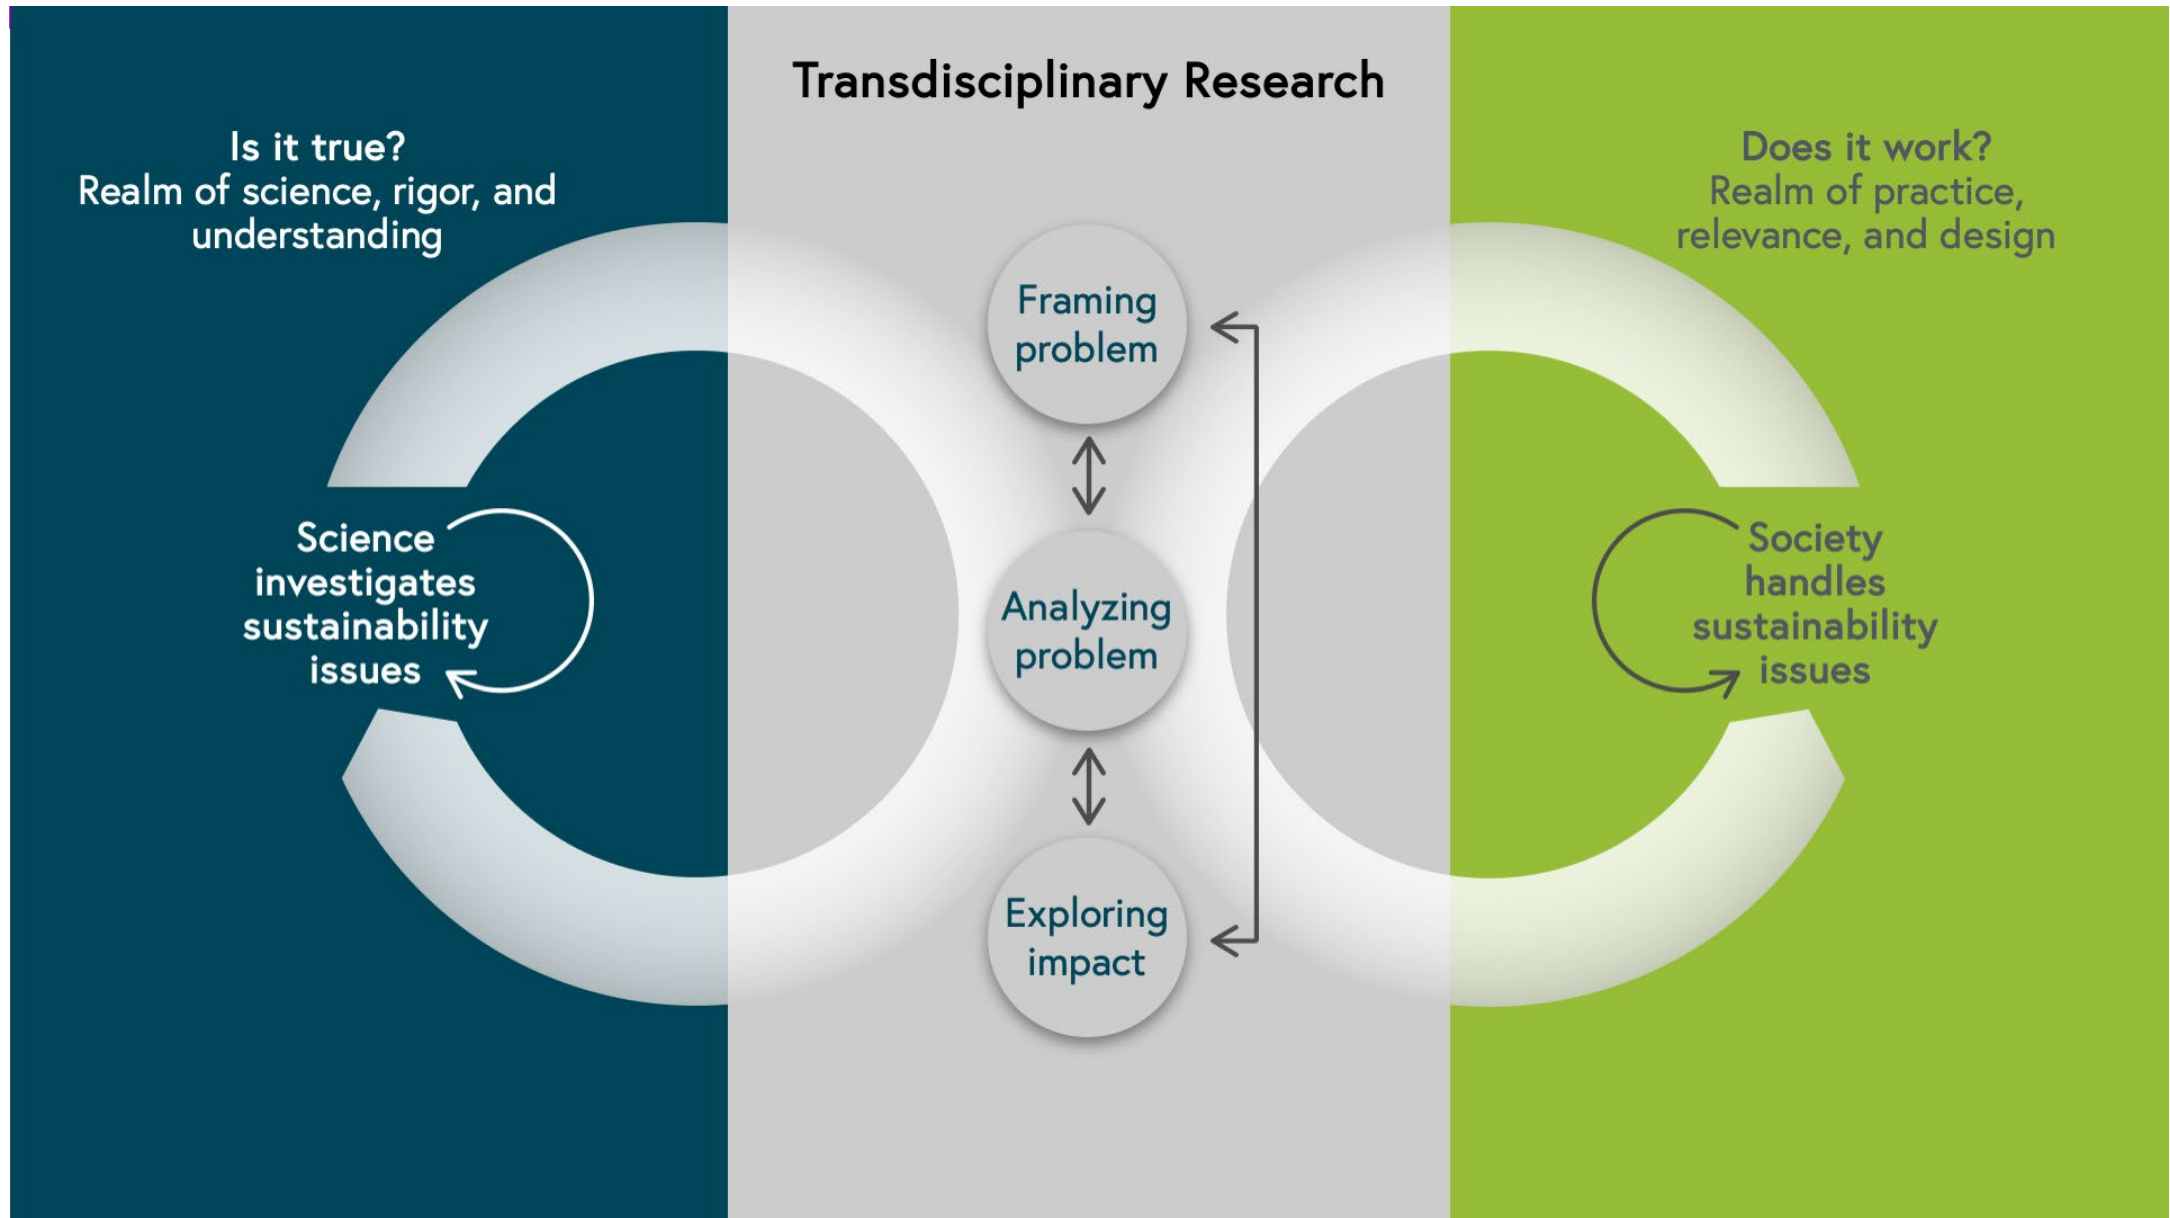 Transdisciplinary Research
Is it true?
Realm of science, rigor, and
understanding
Does it work?
Realm of practice,
relevance, and design
Framing
problem
Science
investigates
sustainability
issues
Analyzing
problem
Society
handles
sustainability
issues
Exploring
impact